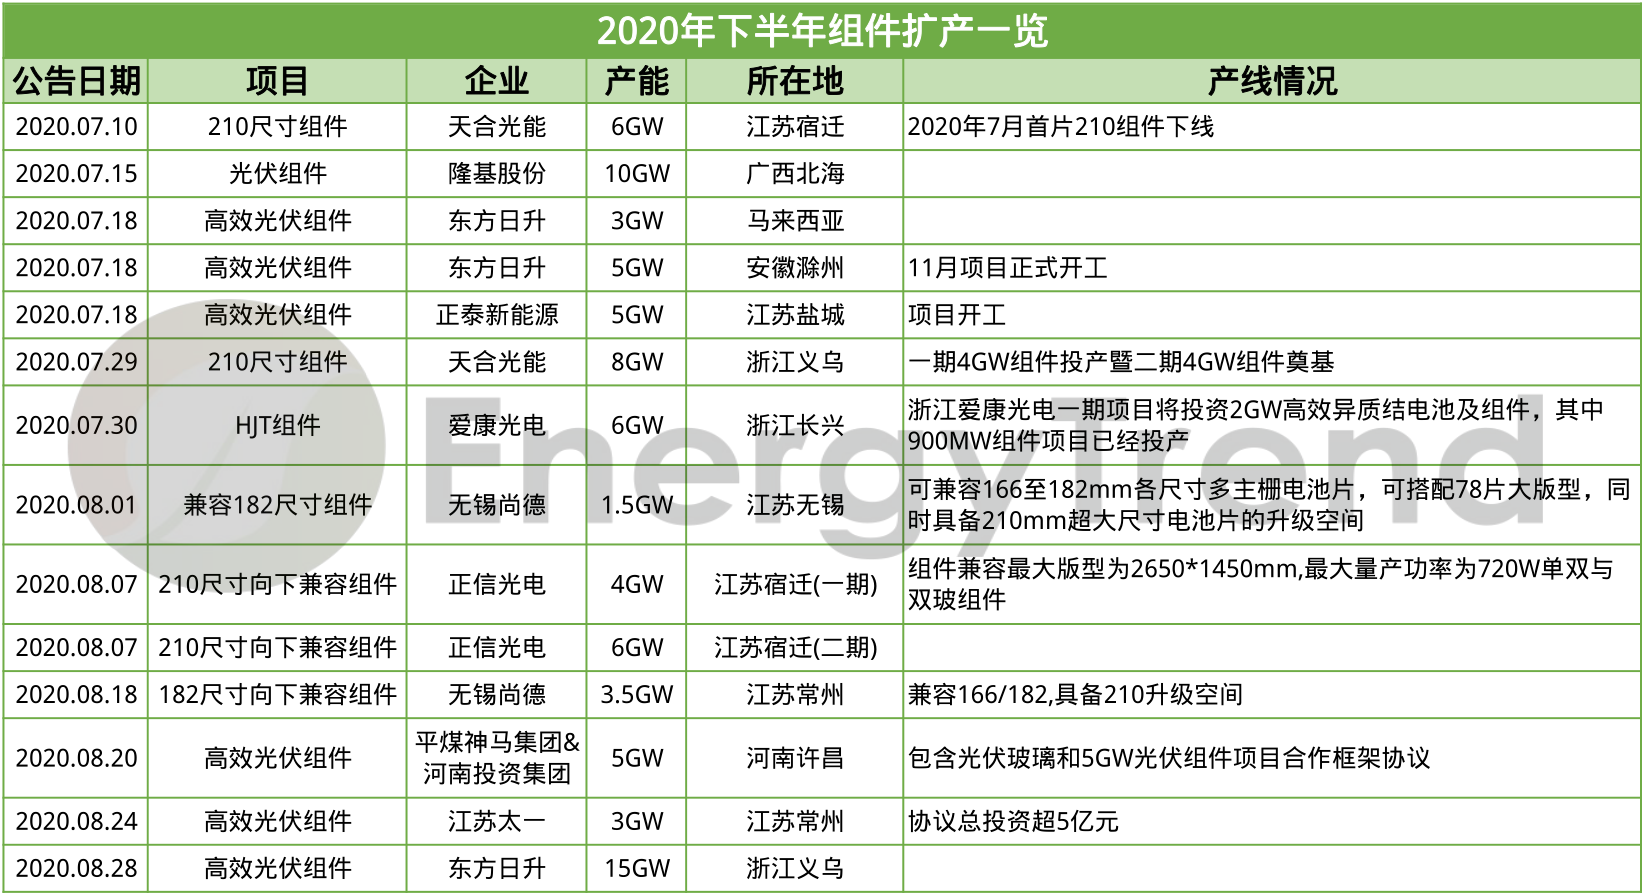 2020年下半年组件扩产一览
公告日期 项目 企业 产能 所在地 产线情况
2020.07.10 210尺寸组件 天合光能 6GW 江苏宿迁 2020年7月首片210组件下线
2020.07.15 光伏组件 隆基股份 10GW 广西北海
2020.07.18 高效光伏组件 东方日升 3GW 马来西亚
2020.07.18 高效光伏组件 东方日升 5GW 安徽滁州 11月项目正式开工
2020.07.18 高效光伏组件 正泰新能源 5GW 江苏盐城 项目开工
2020.07.29 210尺寸组件 天合光能 8GW 浙江义乌 一期4GW组件投产暨二期4GW组件奠基
2020.07.30 HJT组件 爱康光电 6GW 浙江长兴 浙江爱康光电一期项目将投资2GW高效异质结电池及组件，其中
900MW组件项目已经投产
2020.08.01 兼容182尺寸组件 无锡尚德 1.5GW 江苏无锡 可兼容166至182mm各尺寸多主栅电池片，可搭配78片大版型，同
时具备210mm超大尺寸电池片的升级空间
2020.08.07 210尺寸向下兼容组件 正信光电 4GW 江苏宿迁(一期) 组件兼容最大版型为2650*1450mm,最大量产功率为720W单双与
双玻组件
2020.08.07 210尺寸向下兼容组件 正信光电 6GW 江苏宿迁(二期)
2020.08.18 182尺寸向下兼容组件 无锡尚德 3.5GW 江苏常州 兼容166/182,具备210升级空间
2020.08.20 高效光伏组件 平煤神马集团& 5GW 河南许昌 包含光伏玻璃和5GW光伏组件项目合作框架协议
河南投资集团
2020.08.24 高效光伏组件 江苏太一 3GW 江苏常州 协议总投资超5亿元
2020.08.28 高效光伏组件 东方日升 15GW 浙江义乌
EnergyTrend